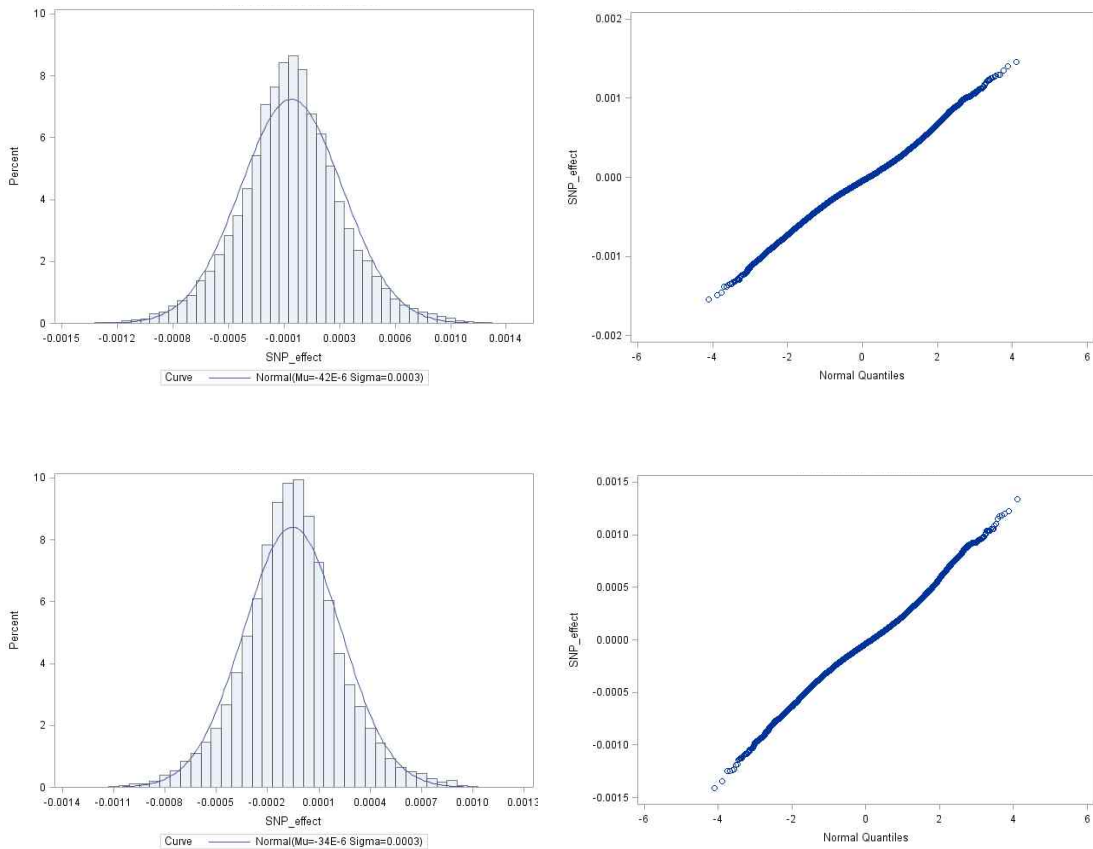 10
8
6
4
2
0
Percent
-0.0015 -0.0012 -0.0008 -0.0005 -0.0001 0.0003 0.0006 0.0010 0.0014
SNP_effect
Curve Normal(Mu=-42E-6 Sigma=0.0003)
0.002
0.001
0.000
-0.001
-0.002
SNP_effect
-6 -4 -2 0 2 4 6
Normal Quantiles
10
8
6
4
2
0
Percent
-0.0014 -0.0011 -0.0008 -0.0005 -0.0002 0.0001 0.0004 0.0007 0.0010 0.0013
SNP_effect
Curve Normal(Mu=-34E-6 Sigma=0.0003)
0.0015
0.0010
0.0005
0.0000
-0.0005
-0.0010
-0.0015
SNP_effect
-6 -4 -2 0 2 4 6
Normal Quantiles